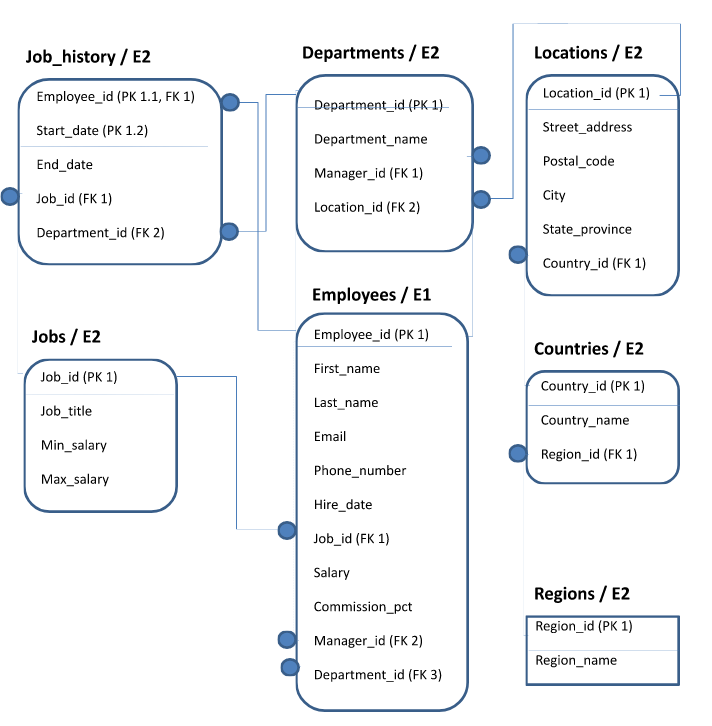 Job_history / E2
Employee_id (PK 1.1, FK 1)
Start_date (PK 1.2)
End_date
Job_id (FK 1)
Department_id (FK 2)
Departments / E2
Department_id (PK 1)
Department_name
Manager_id (FK 1)
Location_id (FK 2)
Locations / E2
Location_id (PK 1)
Street_address
Postal_code
City
State_province
Country_id (FK 1)
Jobs / E2
Job_id (PK 1)
Job_title
Min_salary
Max_salary
Employees / E1
Employee_id (PK 1)
First_name
Last_name
Email
Phone_number
Hire_date
Job_id (FK 1)
Salary
Commission_pct
Manager_id (FK 2)
Department_id (FK 3)
Countries / E2
Country_id (PK 1)
Country_name
Region_id (FK 1)
Regions / E2
Region_id (PK 1)
Region_name